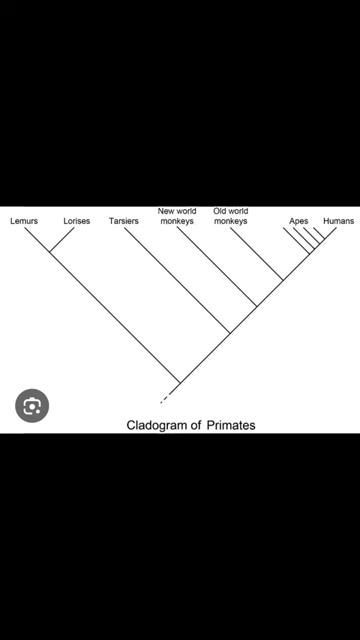 New world Old world
Lemurs Lorises Tarsiers monkeys monkeys Apes Humans
Cladogram of Primates